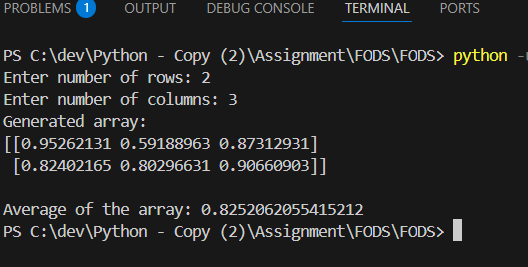 PROBLEMS 1 OUTPUT DEBUG CONSOLE TERMINAL PORTS
PS C:\dev\Python - Copy (2)\Assignment\FODS\FODS> python
Enter number of rows: 2
Enter number of columns: 3
Generated array:
[[0.95262131 0.59188963 0.87312931]
 [0.82402165 0.80296631 0.90660903]]
Average of the array: 0.8252062055415212
PS C:\dev\Python - Copy (2)\Assignment\FODS\FODS>